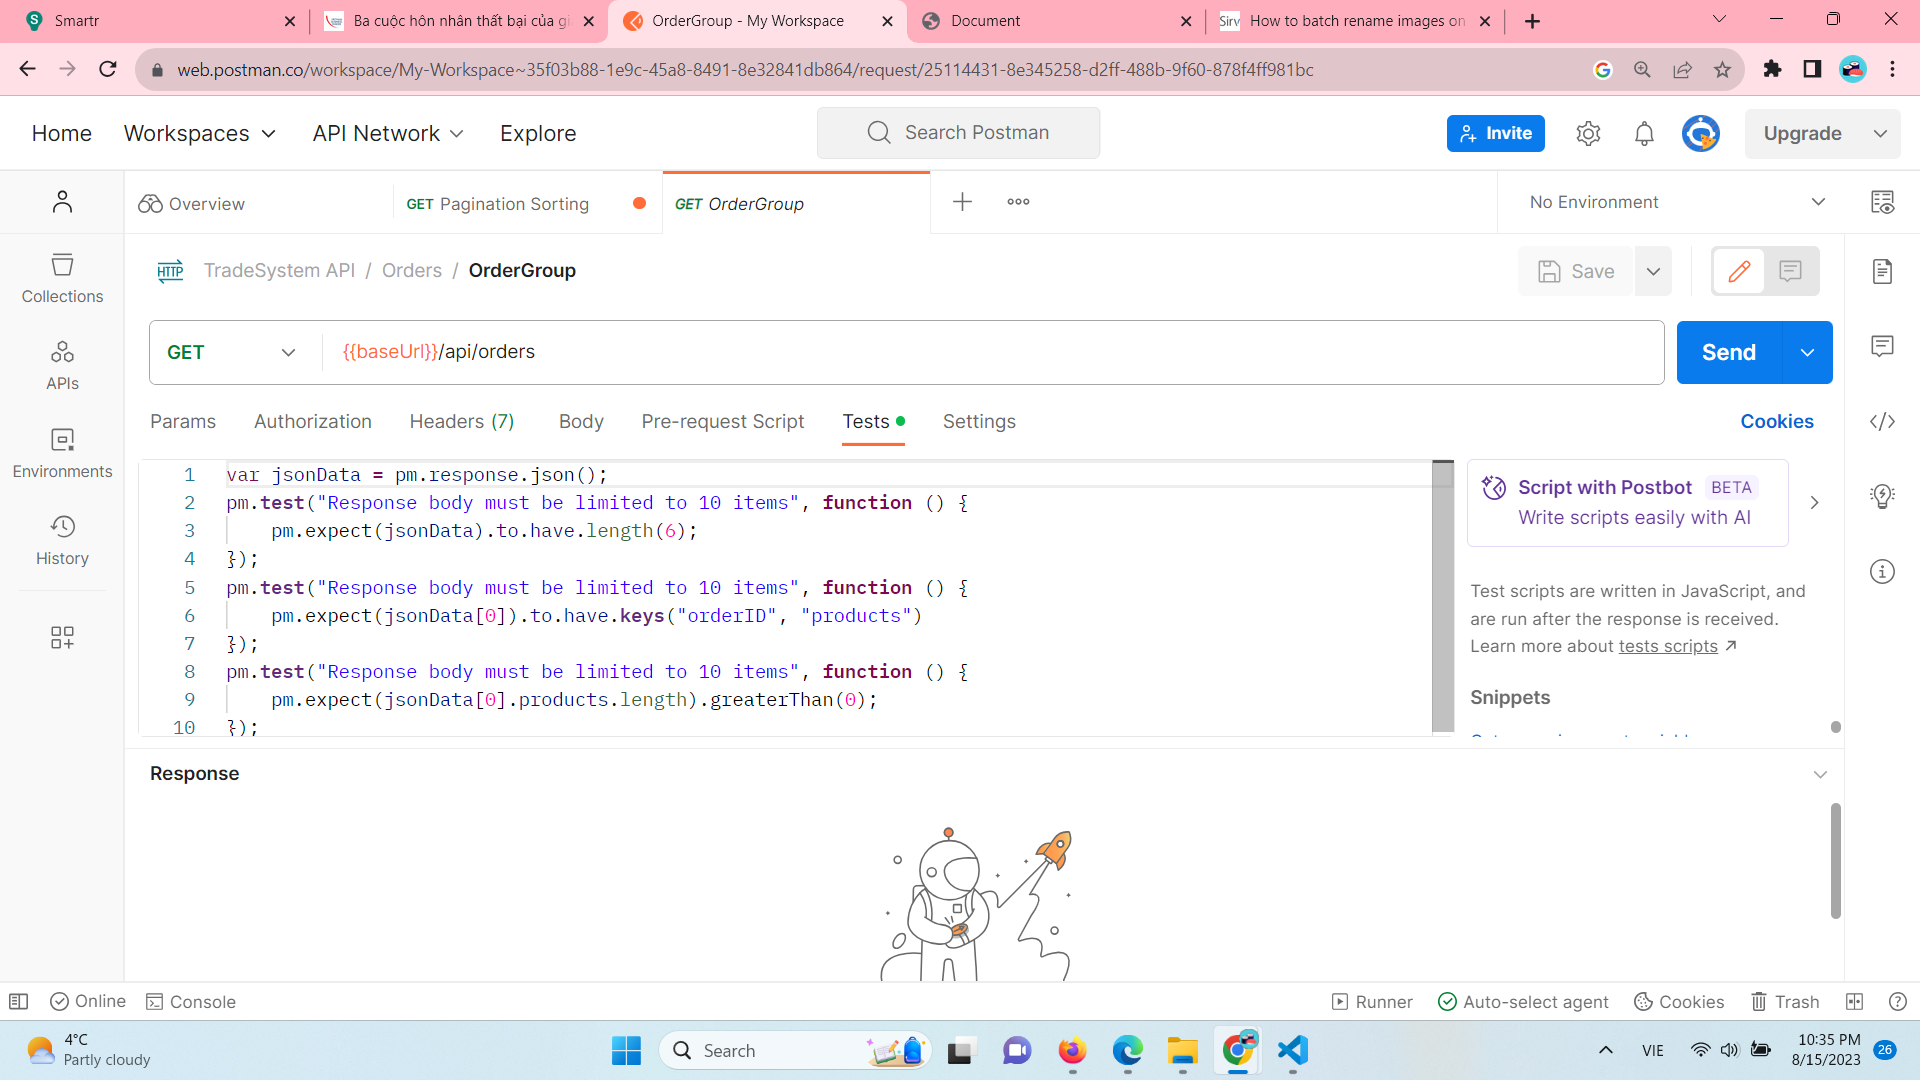 Smartr
Ba cuộc hôn nhân thất bại của gi
OrderGroup - My Workspace
Document
How to batch rename images on
web.postman.co/workspace/My-Workspace~35f03b88-1e9c-45a8-8491-8e32841db864/request/25114431-8e345258-d2ff-488b-9f60-878f4ff981bc
Home Workspaces API Network Explore
Search Postman
Invite
Upgrade
Overview
GET Pagination Sorting
GET OrderGroup
No Environment
HTTP TradeSystem API / Orders / OrderGroup
Save
Collections
APIs
Environments
History
GET {{baseUrl}}/api/orders
Send
Params Authorization Headers (7) Body Pre-request Script Tests Settings
Cookies
1 var jsonData = pm.response.json();
2 pm.test("Response body must be limited to 10 items", function () {
3 pm.expect(jsonData).to.have.length(6);
4 });
5 pm.test("Response body must be limited to 10 items", function () {
6 pm.expect(jsonData[0]).to.have.keys("orderID", "products")
7 });
8 pm.test("Response body must be limited to 10 items", function () {
9 pm.expect(jsonData[0].products.length).greaterThan(0);
10 });
Script with Postbot BETA
Write scripts easily with AI
Test scripts are written in JavaScript, and
are run after the response is received.
Learn more about tests scripts ↗
Snippets
Response
Online
Console
Runner
Auto-select agent
Cookies
Trash
4°C
Partly cloudy
Search
VIE
10:35 PM
8/15/2023
26